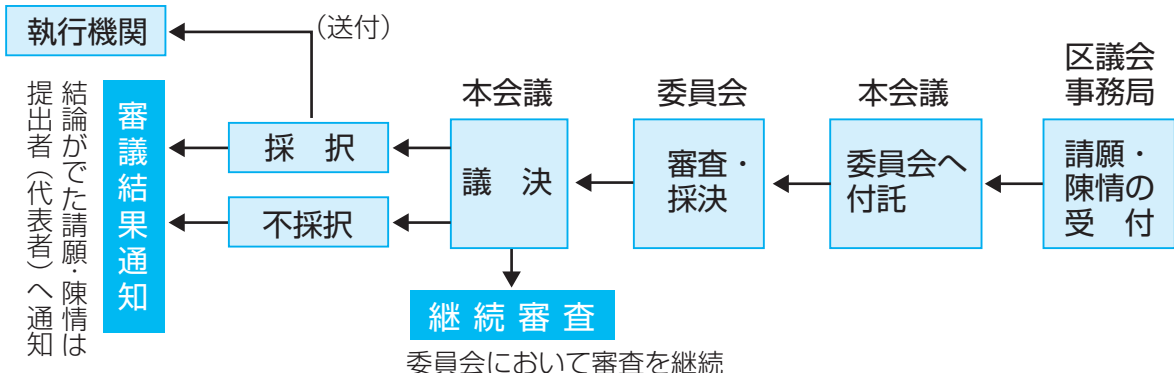 区議会
事務局
請願・
陳情の
受　付
本会議
委員会へ
付託
委員会
審査・
採決
本会議
議　決
採　択
不採択
(送付)
執行機関
継続審査
委員会において審査を継続
審議結果通知
結論がでた請願・陳情は
提出者(代表者)へ通知